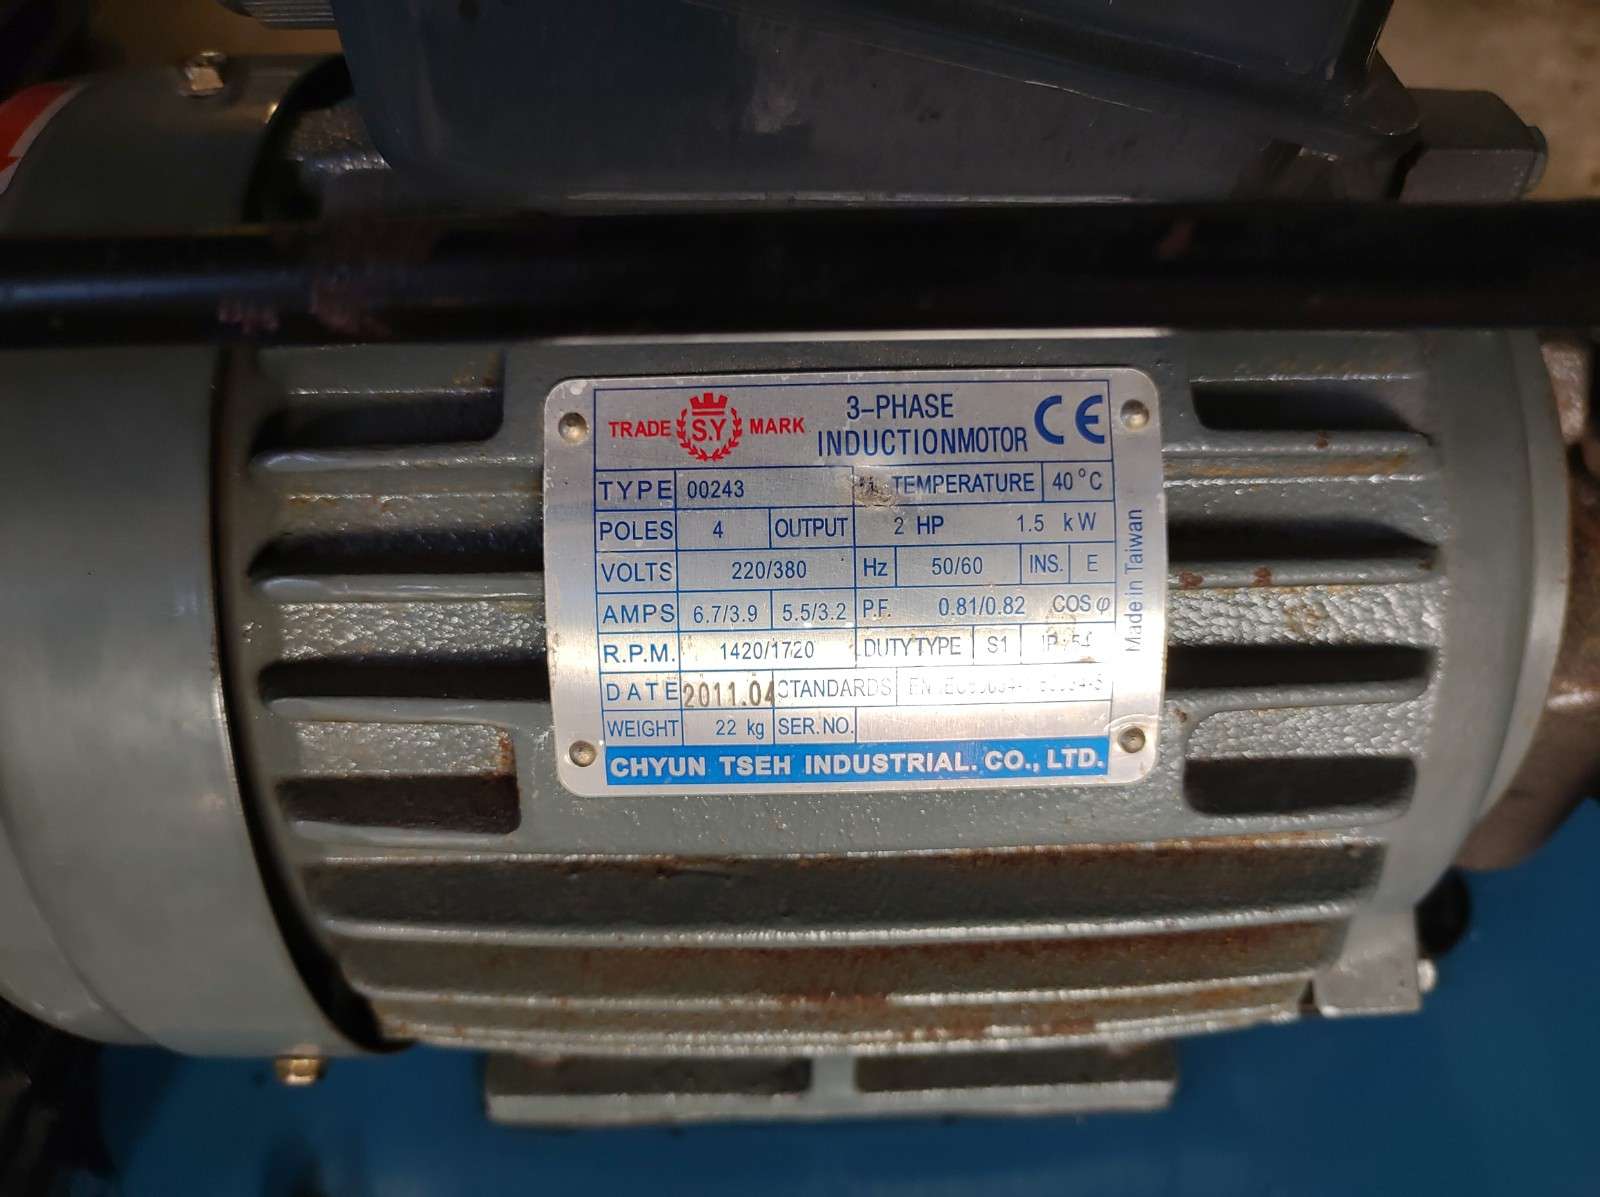 TRADE S.Y MARK 3-PHASE INDUCTIONMOTOR CE
TYPE 00243 TEMPERATURE 40°C
POLES 4 OUTPUT 2 HP 1.5 kW
VOLTS 220/380 Hz 50/60 INS. E
AMPS 6.7/3.9 5.5/3.2 P.F. 0.81/0.82 COSφ
R.P.M. 1420/1720 DUTYTYPE S1 IP 54
DATE 2011.04 STANDARDS
WEIGHT 22 kg SER.NO.
CHYUN TSEH INDUSTRIAL. CO., LTD.
Made in Taiwan